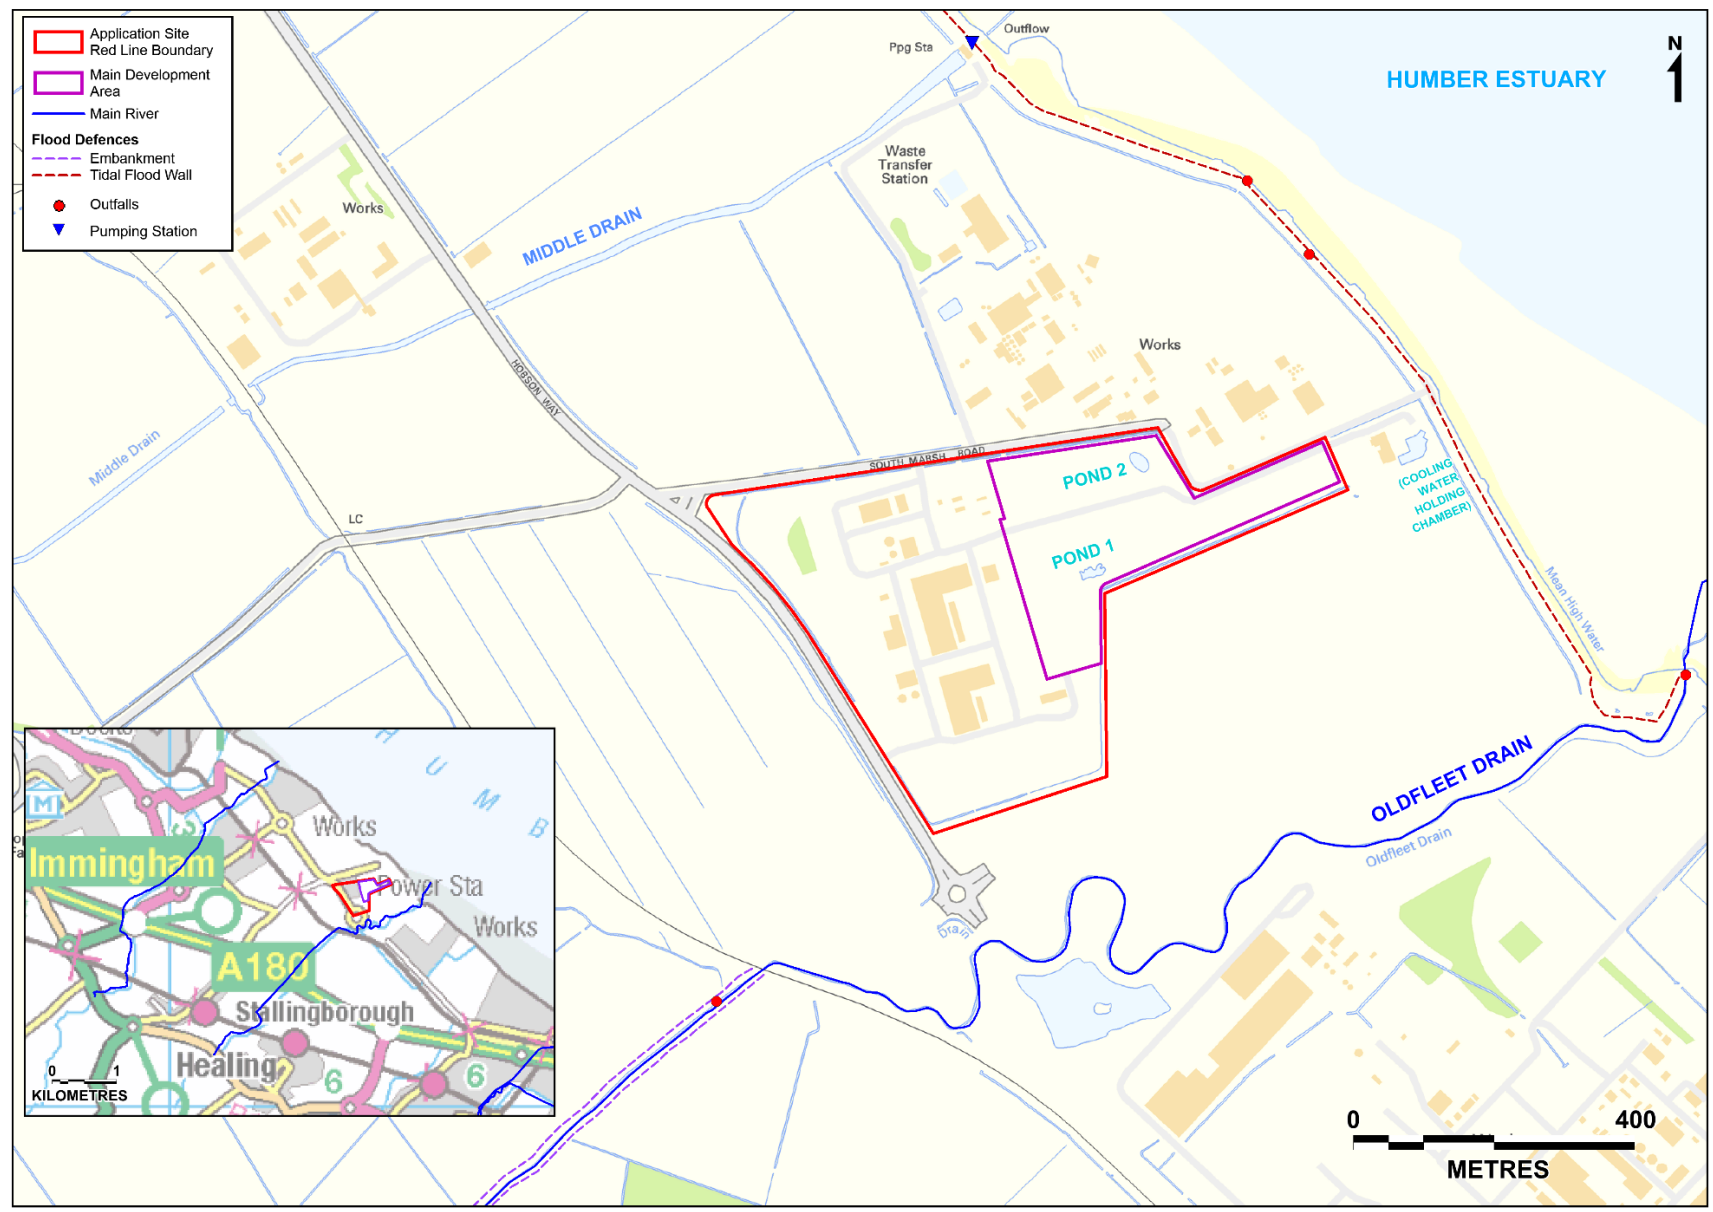 Application Site
Red Line Boundary
Main Development
Area
Main River
Flood Defences
Embankment
Tidal Flood Wall
Outfalls
Pumping Station
Ppg Sta
Outflow
HUMBER ESTUARY
N
Waste
Transfer
Station
Works
MIDDLE DRAIN
HOBSON WAY
Works
Middle Drain
SOUTH MARSH ROAD
POND 2
(COOLING
WATER
HOLDING
CHAMBER)
LC
POND 1
Mean High Water
OLDFLEET DRAIN
Oldfleet Drain
Drain
Docks
H
U
M
B
M
Works
Immingham
Power Sta
Works
A180
Stallingborough
Healing
6
6
0 1
KILOMETRES
0 400
METRES